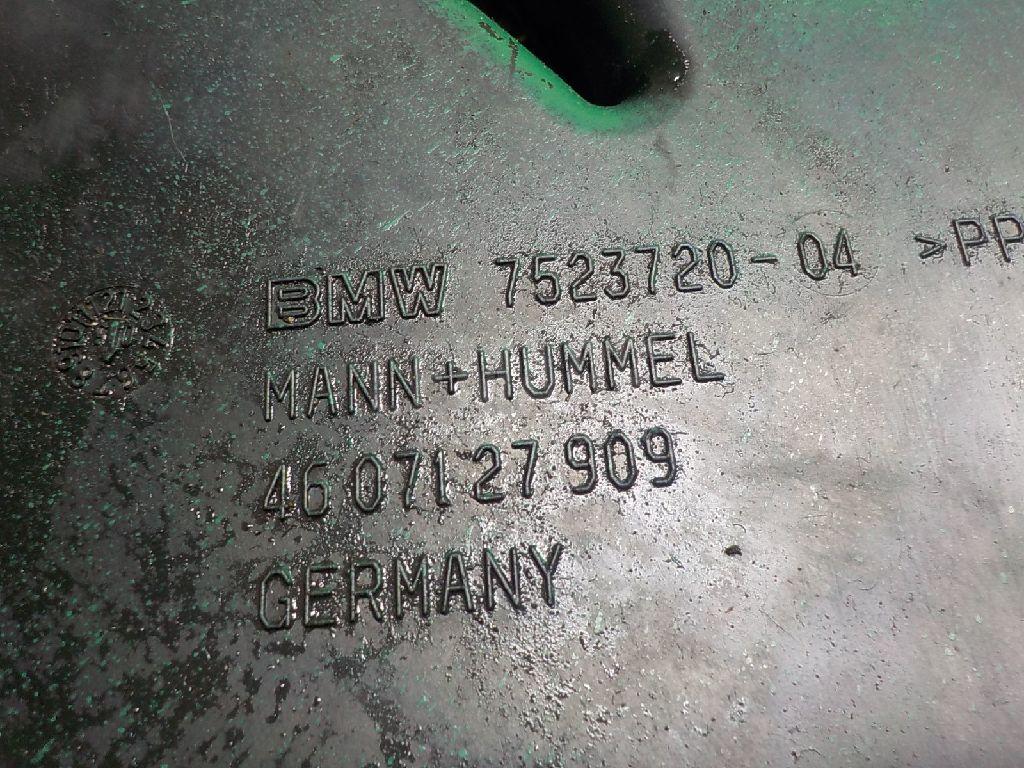 BMW 7523720-04 >PP
MANN+HUMMEL
46 071 27 909
GERMANY